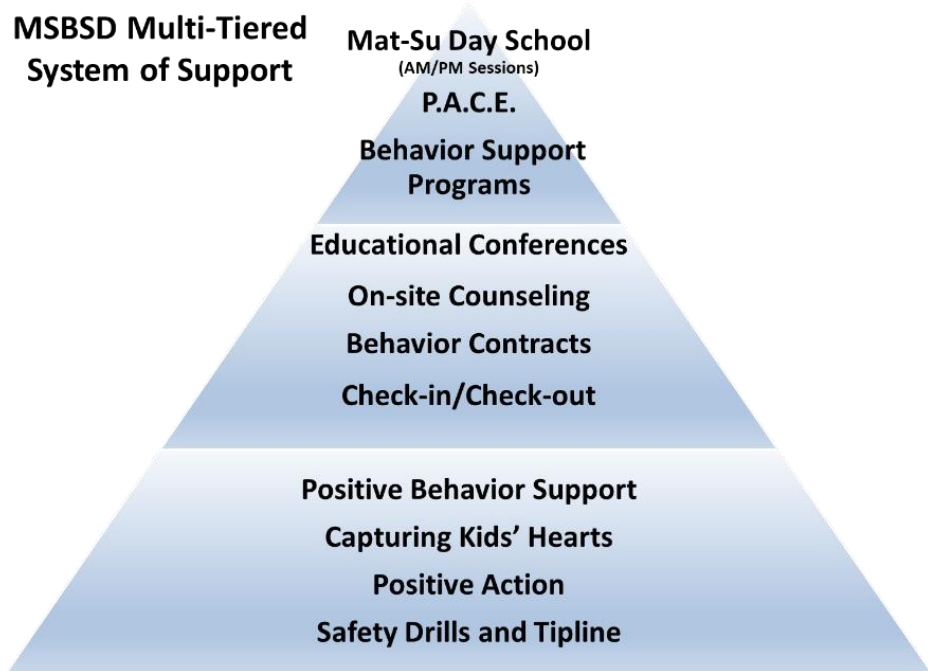 MSBSD Multi-Tiered
System of Support
Mat-Su Day School
(AM/PM Sessions)
P.A.C.E.
Behavior Support
Programs
Educational Conferences
On-site Counseling
Behavior Contracts
Check-in/Check-out
Positive Behavior Support
Capturing Kids’ Hearts
Positive Action
Safety Drills and Tipline